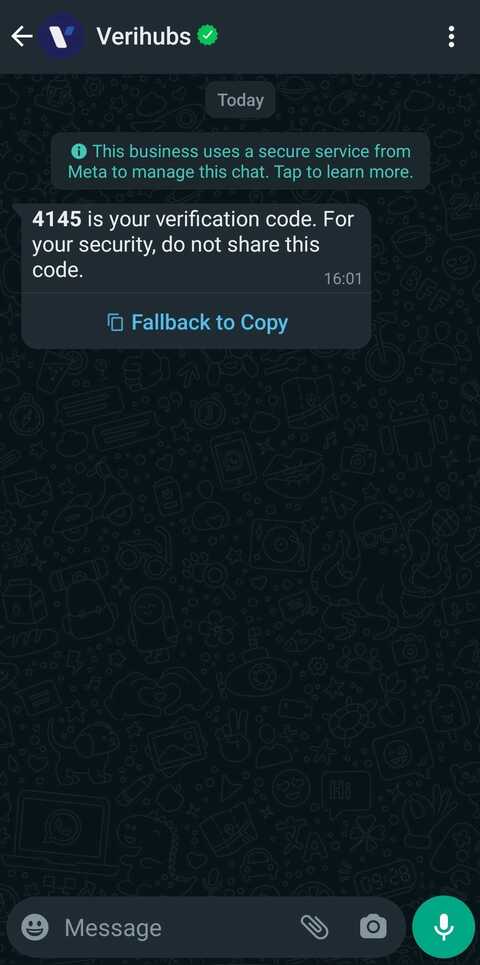 Verihubs
Today
This business uses a secure service from
Meta to manage this chat. Tap to learn more.
4145 is your verification code. For
your security, do not share this
code.
16:01
Fallback to Copy
Message